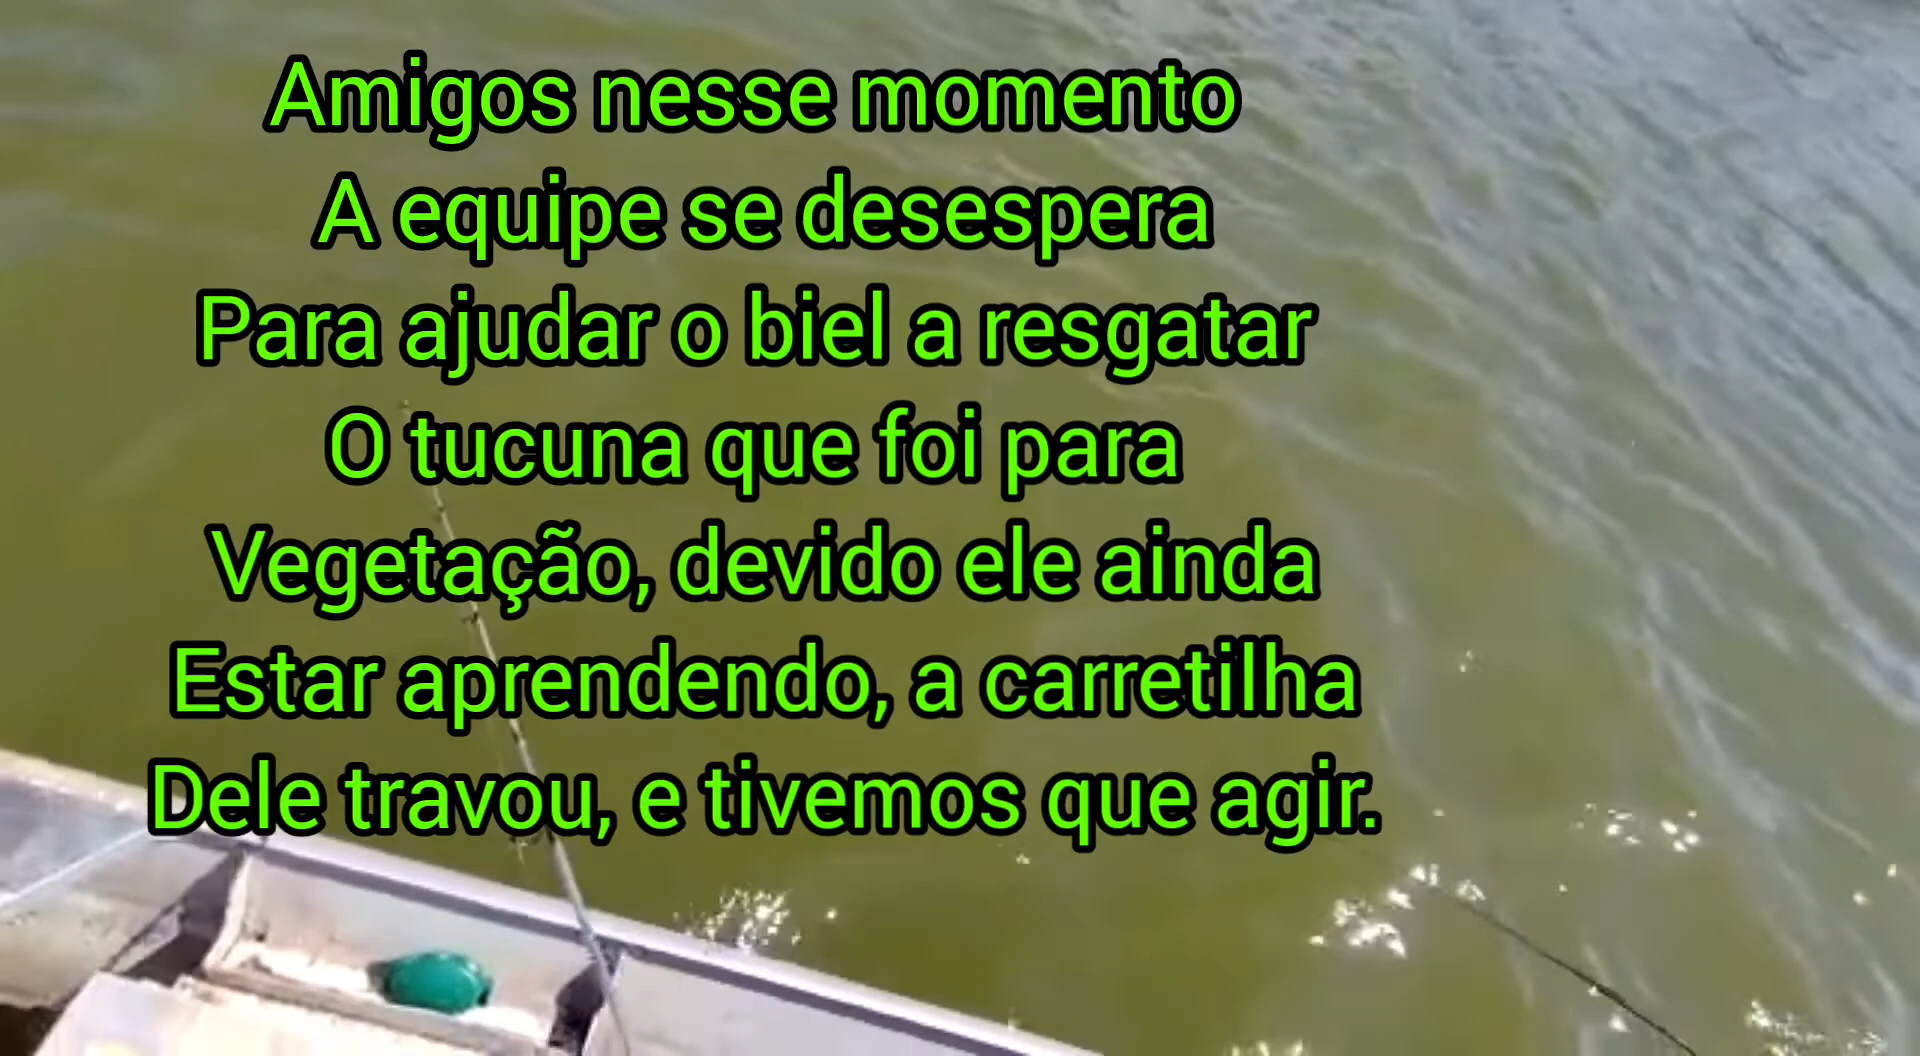 Amigos nesse momento
A equipe se desespera
Para ajudar o biel a resgatar
O tucuna que foi para
Vegetação, devido ele ainda
Estar aprendendo, a carretilha
Dele travou, e tivemos que agir.